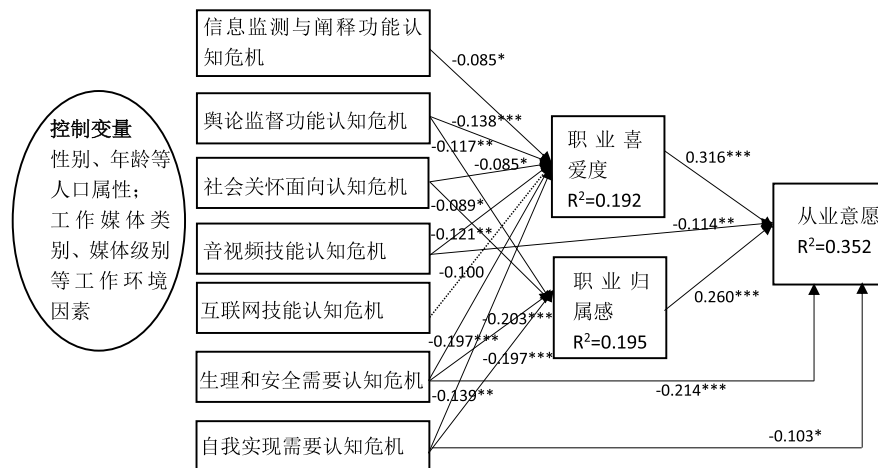 信息监测与阐释功能认
知危机
-0.085*
控制变量
性别、年龄等
人口属性；
工作媒体类
别、媒体级别
等工作环境
因素
舆论监督功能认知危机
-0.138***
-0.117**
社会关怀面向认知危机
-0.085*
-0.089*
音视频技能认知危机
-0.121**
-0.100
互联网技能认知危机
-0.203***
-0.197***
-0.197***
生理和安全需要认知危机
-0.139**
自我实现需要认知危机
职业喜
爱度
R²=0.192
职业归
属感
R²=0.195
0.316***
-0.114**
0.260***
从业意愿
R²=0.352
-0.214***
-0.103*